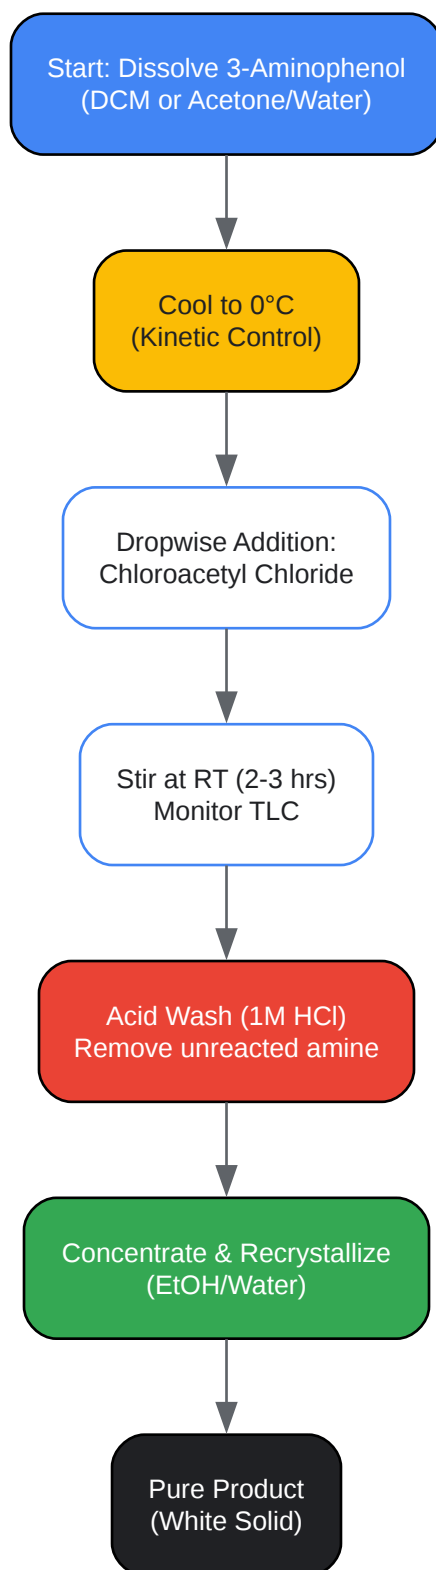 Start: Dissolve 3-Aminophenol
(DCM or Acetone/Water)
Cool to 0°C
(Kinetic Control)
Dropwise Addition:
Chloroacetyl Chloride
Stir at RT (2-3 hrs)
Monitor TLC
Acid Wash (1M HCl)
Remove unreacted amine
Concentrate & Recrystallize
(EtOH/Water)
Pure Product
(White Solid)